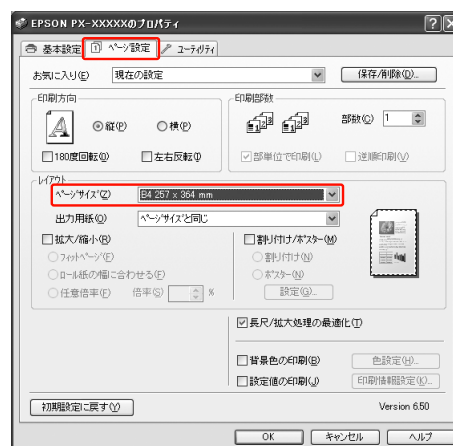 EPSON PX-XXXXXのプロパティ
基本設定 ページ設定 ユーティリティ
お気に入り(E) 現在の設定 保存/削除(D)...
印刷方向 印刷部数
縦(P) 横(P) 部数(C) 1
180度回転(O) 左右反転(I) 部単位で印刷(L) 逆順印刷(V)
レイアウト
ページサイズ(Z) B4 257 x 364 mm
出力用紙(O) ページサイズと同じ
拡大/縮小(R) 割り付け/ポスター(M)
フィットページ(F) 割り付け(N)
ロール紙の幅に合わせる(E) ポスター(N)
任意倍率(F) 倍率(S) % 設定(G)...
長尺/拡大処理の最適化(T)
背景色の印刷(B) 色設定(H)...
設定値の印刷(J) 印刷情報設定(K)...
初期設定に戻す(Y) Version 6.50
OK キャンセル ヘルプ